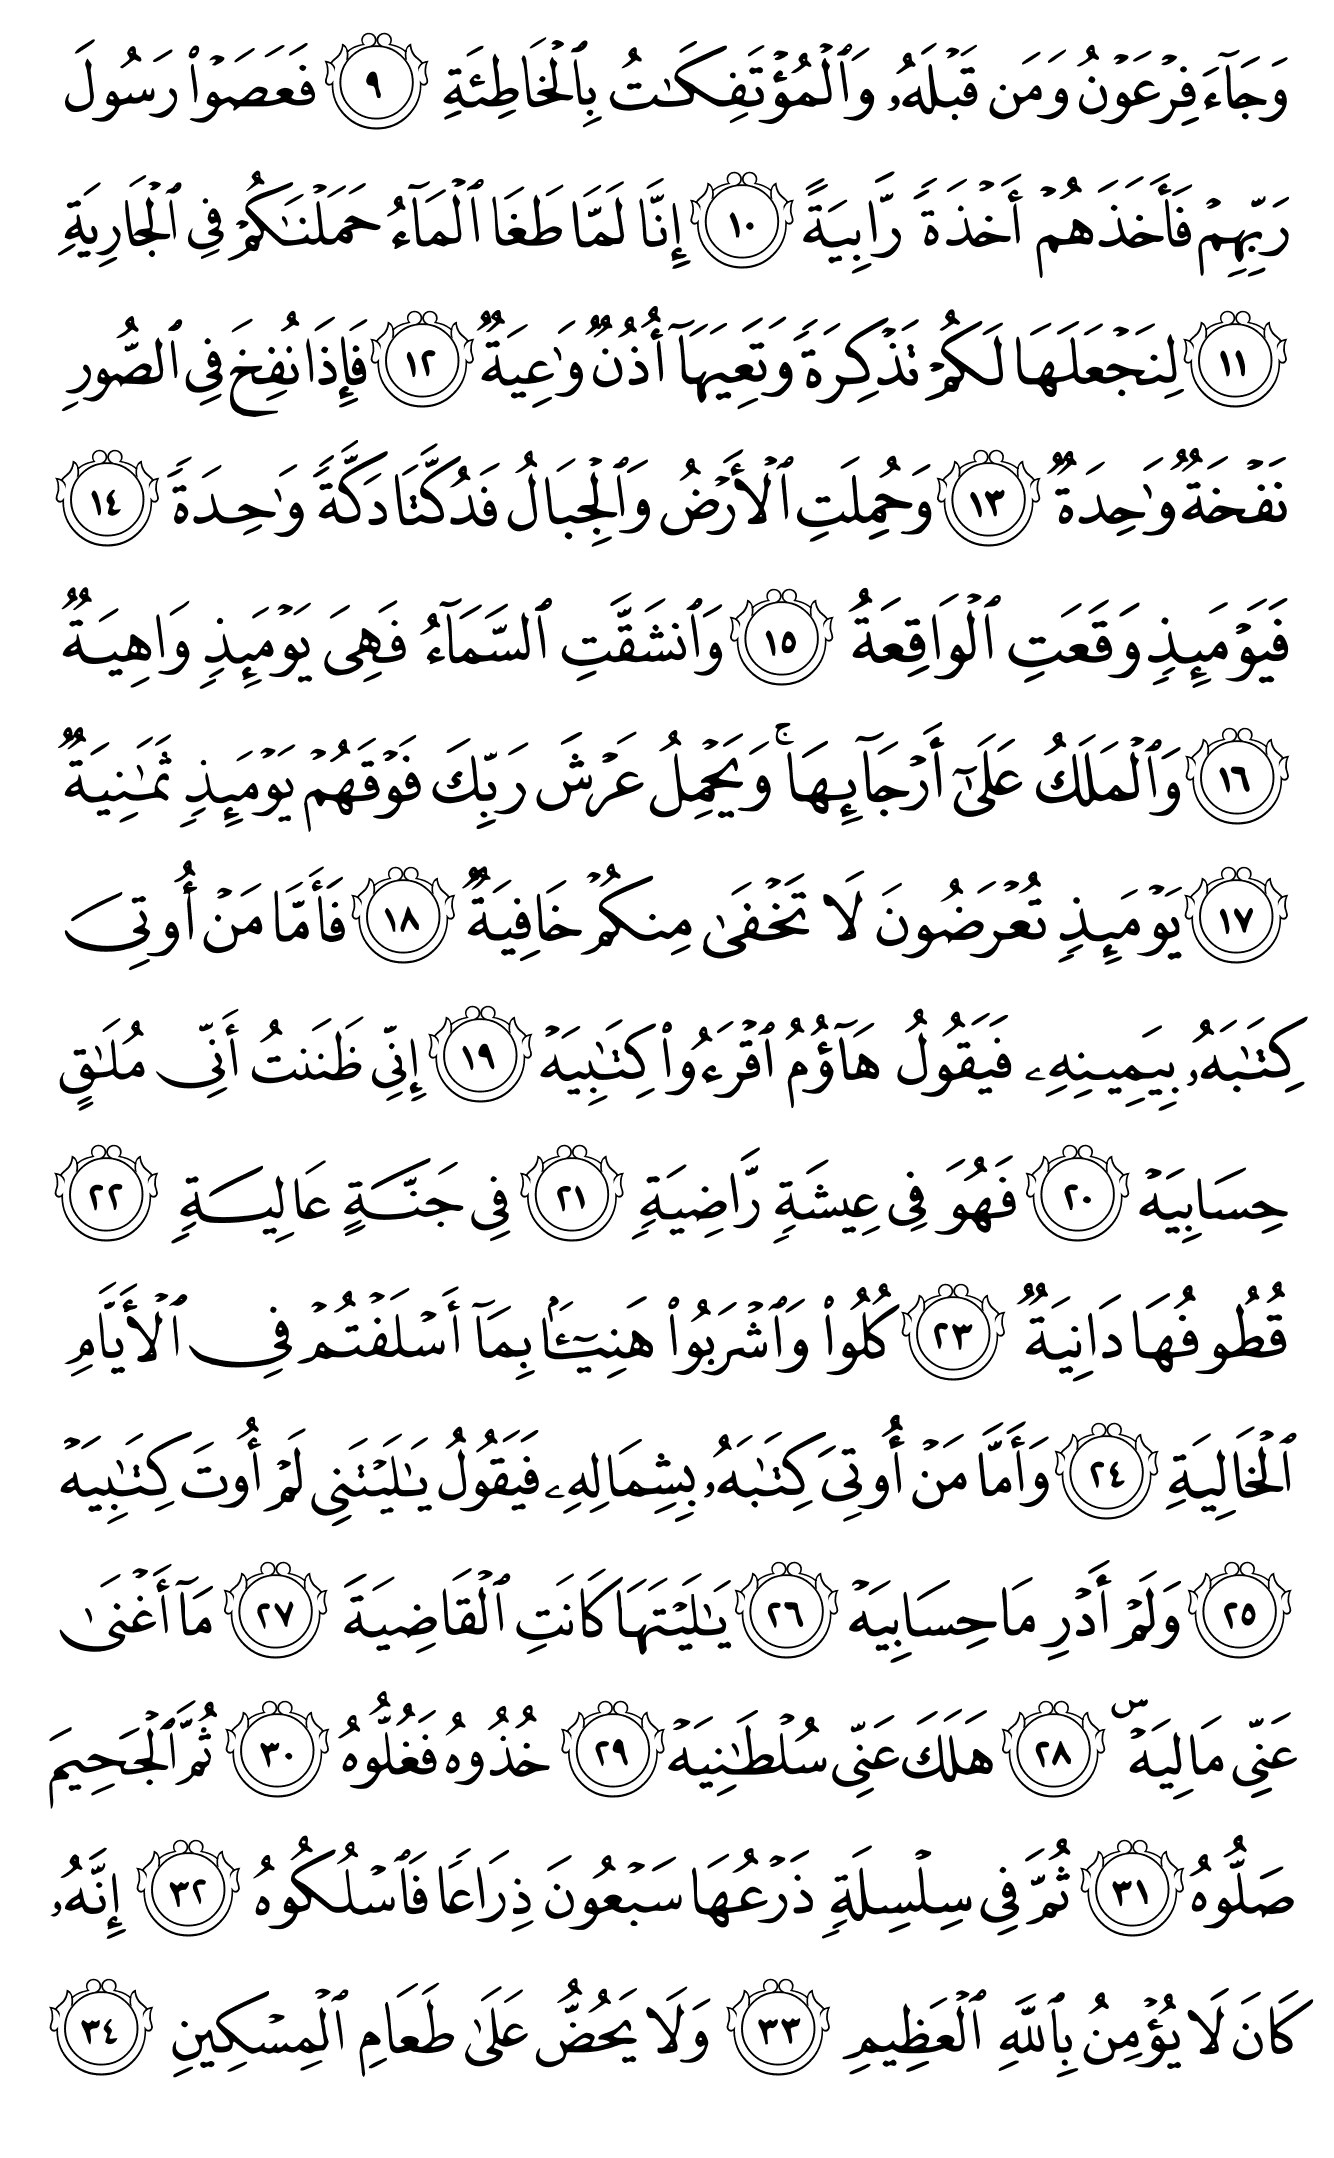 وَجَآءَ فِرۡعَوۡنُ وَمَن قَبۡلَهُۥ وَٱلۡمُؤۡتَفِكَٰتُ بِٱلۡخَاطِئَةِ ٩ فَعَصَوۡاْ رَسُولَ
رَبِّهِمۡ فَأَخَذَهُمۡ أَخۡذَةٗ رَّابِيَةً ١٠ إِنَّا لَمَّا طَغَا ٱلۡمَآءُ حَمَلۡنَٰكُمۡ فِي ٱلۡجَارِيَةِ
١١ لِنَجۡعَلَهَا لَكُمۡ تَذۡكِرَةٗ وَتَعِيَهَآ أُذُنٞ وَٰعِيَةٞ ١٢ فَإِذَا نُفِخَ فِي ٱلصُّورِ
نَفۡخَةٞ وَٰحِدَةٞ ١٣ وَحُمِلَتِ ٱلۡأَرۡضُ وَٱلۡجِبَالُ فَدُكَّتَا دَكَّةٗ وَٰحِدَةٗ ١٤
فَيَوۡمَئِذٖ وَقَعَتِ ٱلۡوَاقِعَةُ ١٥ وَٱنشَقَّتِ ٱلسَّمَآءُ فَهِيَ يَوۡمَئِذٖ وَاهِيَةٞ
١٦ وَٱلۡمَلَكُ عَلَىٰٓ أَرۡجَآئِهَاۚ وَيَحۡمِلُ عَرۡشَ رَبِّكَ فَوۡقَهُمۡ يَوۡمَئِذٖ ثَمَٰنِيَةٞ
١٧ يَوۡمَئِذٖ تُعۡرَضُونَ لَا تَخۡفَىٰ مِنكُمۡ خَافِيَةٞ ١٨ فَأَمَّا مَنۡ أُوتِيَ
كِتَٰبَهُۥ بِيَمِينِهِۦ فَيَقُولُ هَآؤُمُ ٱقۡرَءُواْ كِتَٰبِيَهۡ ١٩ إِنِّي ظَنَنتُ أَنِّي مُلَٰقٍ
حِسَابِيَهۡ ٢٠ فَهُوَ فِي عِيشَةٖ رَّاضِيَةٖ ٢١ فِي جَنَّةٍ عَالِيَةٖ ٢٢
قُطُوفُهَا دَانِيَةٞ ٢٣ كُلُواْ وَٱشۡرَبُواْ هَنِيٓـَٔۢا بِمَآ أَسۡلَفۡتُمۡ فِي ٱلۡأَيَّامِ
ٱلۡخَالِيَةِ ٢٤ وَأَمَّا مَنۡ أُوتِيَ كِتَٰبَهُۥ بِشِمَالِهِۦ فَيَقُولُ يَٰلَيۡتَنِي لَمۡ أُوتَ كِتَٰبِيَهۡ
٢٥ وَلَمۡ أَدۡرِ مَا حِسَابِيَهۡ ٢٦ يَٰلَيۡتَهَا كَانَتِ ٱلۡقَاضِيَةَ ٢٧ مَآ أَغۡنَىٰ
عَنِّي مَالِيَهۡۜ ٢٨ هَلَكَ عَنِّي سُلۡطَٰنِيَهۡ ٢٩ خُذُوهُ فَغُلُّوهُ ٣٠ ثُمَّ ٱلۡجَحِيمَ
صَلُّوهُ ٣١ ثُمَّ فِي سِلۡسِلَةٖ ذَرۡعُهَا سَبۡعُونَ ذِرَاعٗا فَٱسۡلُكُوهُ ٣٢ إِنَّهُۥ
كَانَ لَا يُؤۡمِنُ بِٱللَّهِ ٱلۡعَظِيمِ ٣٣ وَلَا يَحُضُّ عَلَىٰ طَعَامِ ٱلۡمِسۡكِينِ ٣٤